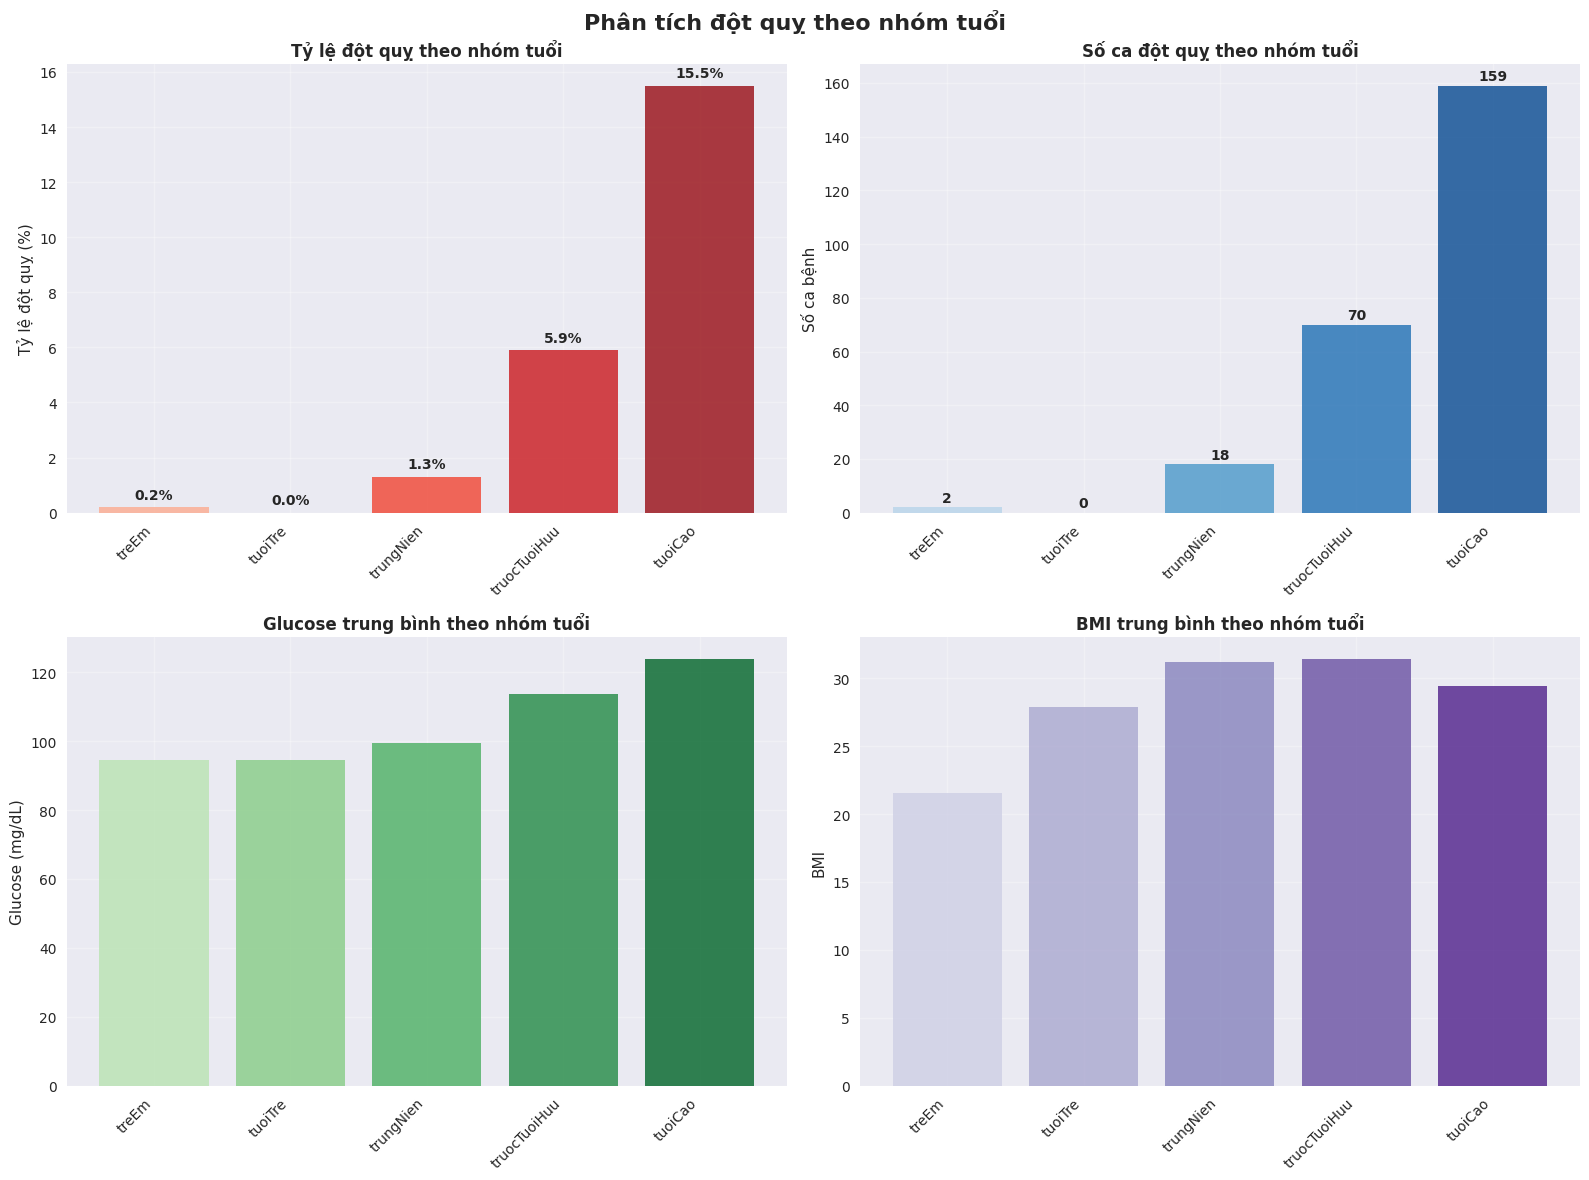 Phân tích đột quỵ theo nhóm tuổi
Tỷ lệ đột quỵ theo nhóm tuổi
Tỷ lệ đột quỵ (%)
16
14
12
10
8
6
4
2
0
0.2%
0.0%
1.3%
5.9%
15.5%
treEm
tuoiTre
trungNien
truocTuoiHuu
tuoiCao
Số ca đột quỵ theo nhóm tuổi
Số ca bệnh
160
140
120
100
80
60
40
20
0
2
0
18
70
159
treEm
tuoiTre
trungNien
truocTuoiHuu
tuoiCao
Glucose trung bình theo nhóm tuổi
Glucose (mg/dL)
120
100
80
60
40
20
0
treEm
tuoiTre
trungNien
truocTuoiHuu
tuoiCao
BMI trung bình theo nhóm tuổi
BMI
30
25
20
15
10
5
0
treEm
tuoiTre
trungNien
truocTuoiHuu
tuoiCao